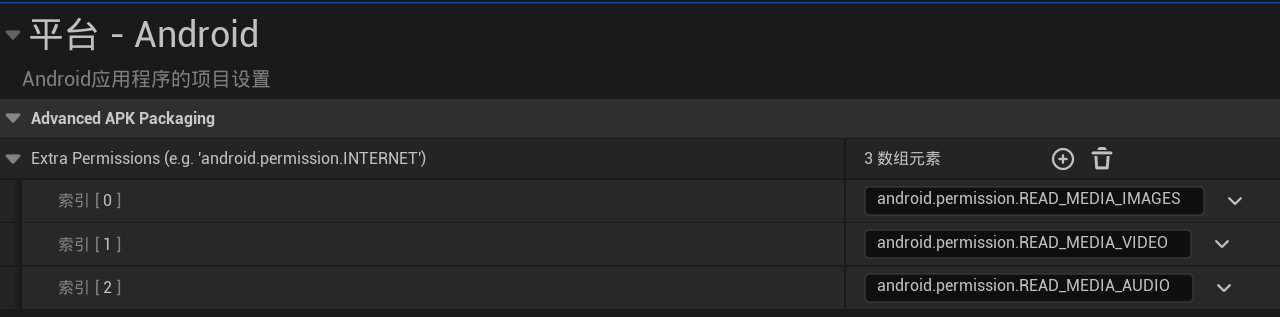 平台 - Android
Android应用程序的项目设置
Advanced APK Packaging
Extra Permissions (e.g. 'android.permission.INTERNET') 3 数组元素
索引 [ 0 ] android.permission.READ_MEDIA_IMAGES
索引 [ 1 ] android.permission.READ_MEDIA_VIDEO
索引 [ 2 ] android.permission.READ_MEDIA_AUDIO